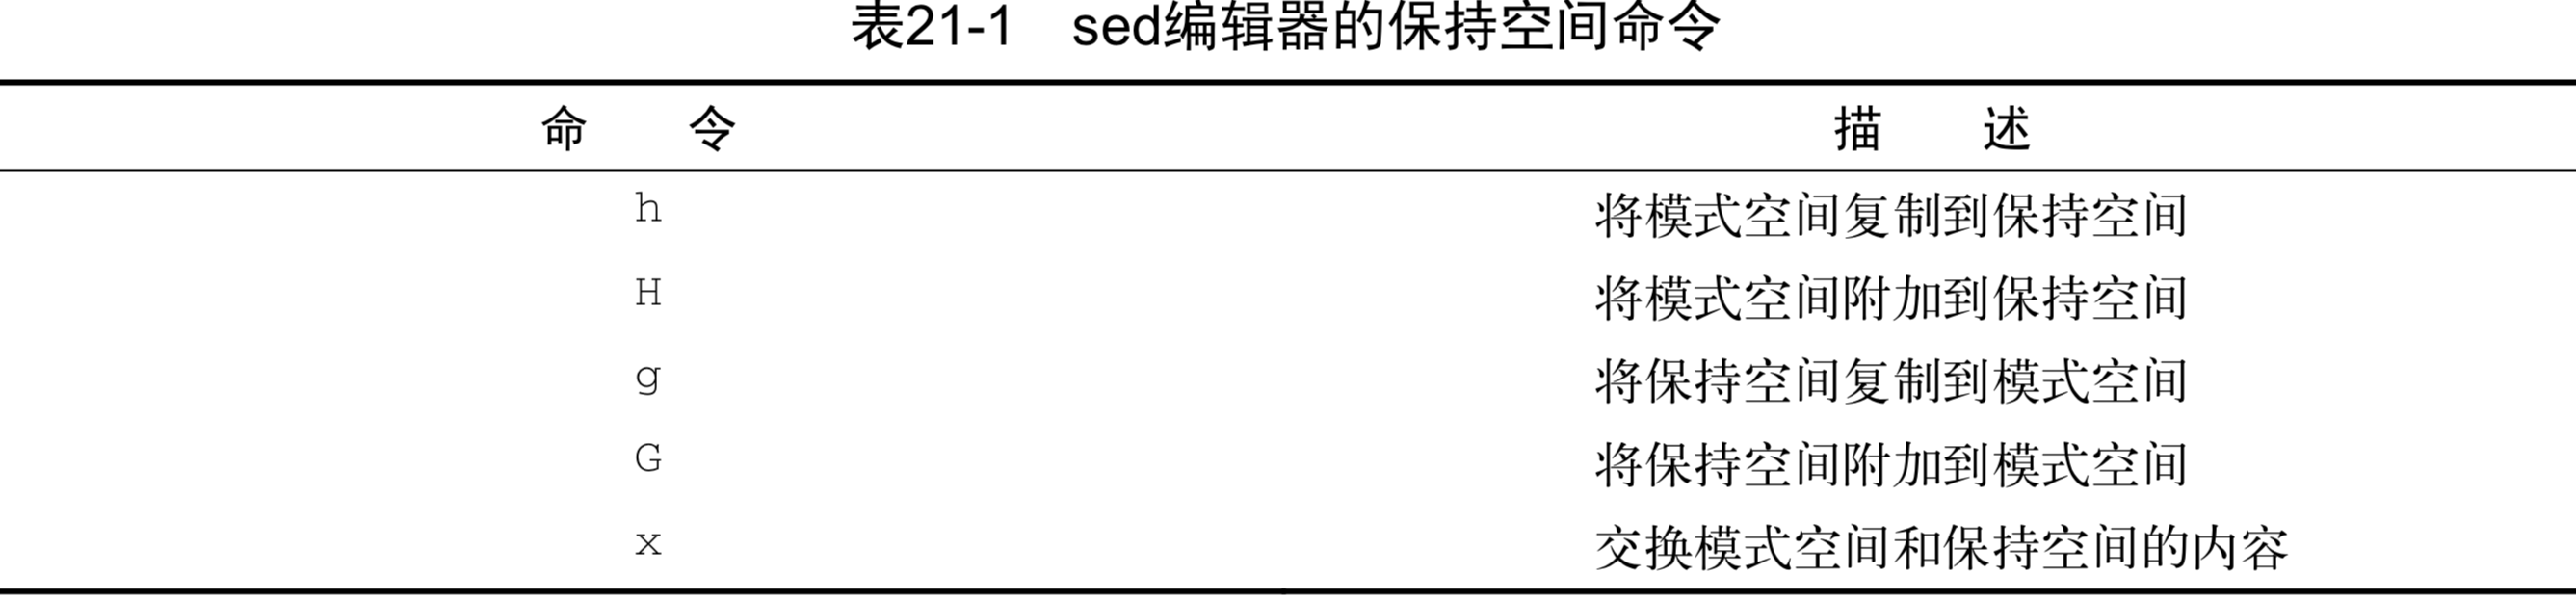 表21-1 sed编辑器的保持空间命令
命 令 描 述
h 将模式空间复制到保持空间
H 将模式空间附加到保持空间
g 将保持空间复制到模式空间
G 将保持空间附加到模式空间
x 交换模式空间和保持空间的内容